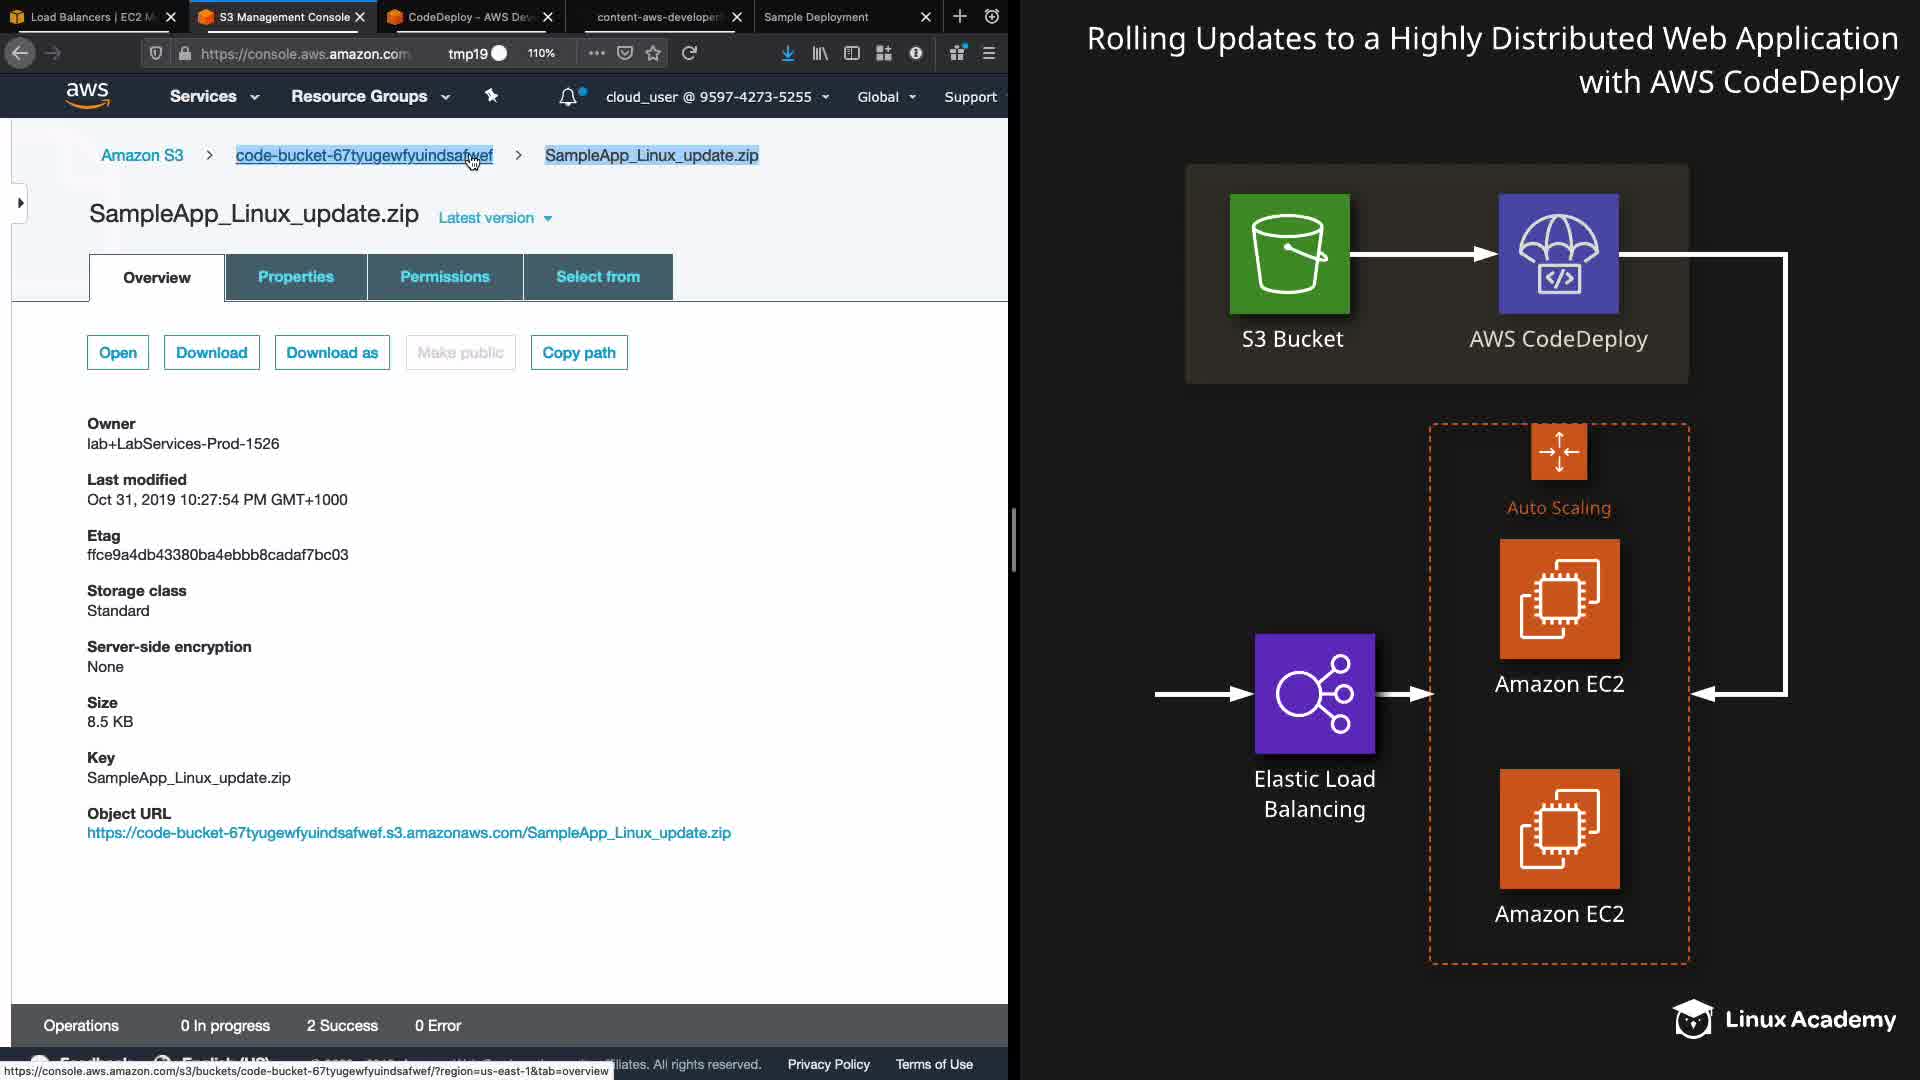 Load Balancers | EC2 M
S3 Management Console
CodeDeploy - AWS Dev
content-aws-developer
Sample Deployment
https://console.aws.amazon.com
tmp19
110%
aws
Services
Resource Groups
cloud_user @ 9597-4273-5255
Global
Support
Amazon S3
code-bucket-67tyugewfyuindsafwef
SampleApp_Linux_update.zip
SampleApp_Linux_update.zip
Latest version
Overview
Properties
Permissions
Select from
Open
Download
Download as
Make public
Copy path
Owner
lab+LabServices-Prod-1526
Last modified
Oct 31, 2019 10:27:54 PM GMT+1000
Etag
ffce9a4db43380ba4ebbb8cadaf7bc03
Storage class
Standard
Server-side encryption
None
Size
8.5 KB
Key
SampleApp_Linux_update.zip
Object URL
https://code-bucket-67tyugewfyuindsafwef.s3.amazonaws.com/SampleApp_Linux_update.zip
Operations
0 In progress
2 Success
0 Error
All rights reserved.
Privacy Policy
Terms of Use
https://console.aws.amazon.com/s3/buckets/code-bucket-67tyugewfyuindsafwef/?region=us-east-1&tab=overview
Rolling Updates to a Highly Distributed Web Application
with AWS CodeDeploy
S3 Bucket
AWS CodeDeploy
Auto Scaling
Amazon EC2
Elastic Load
Balancing
Amazon EC2
Linux Academy